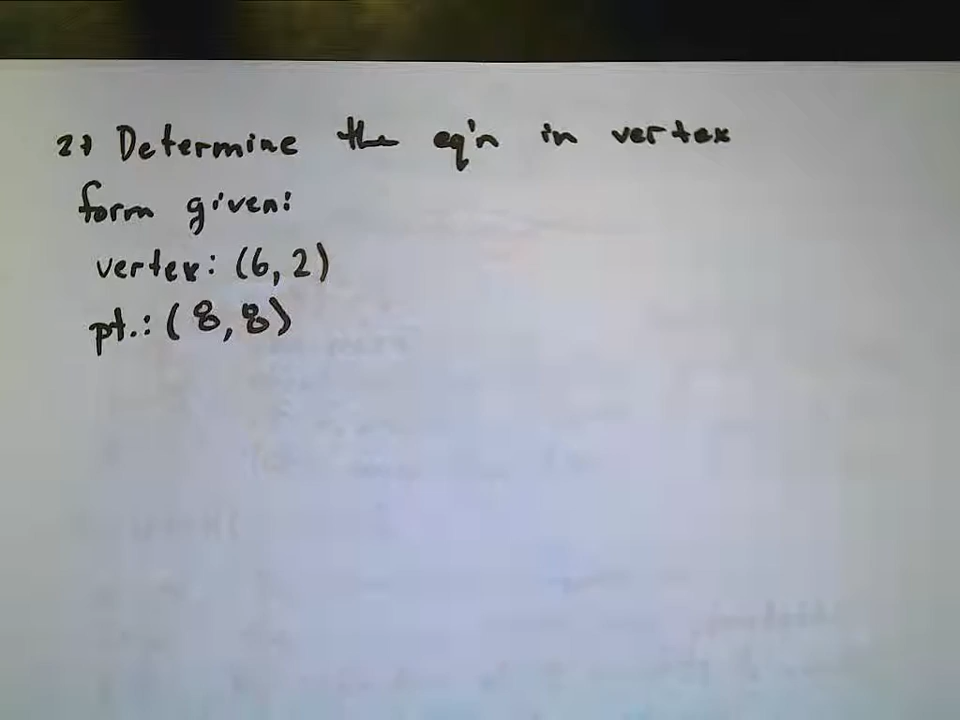 2) Determine the eq'n in vertex
form given:
vertex: (6,2)
pt.: (8,8)